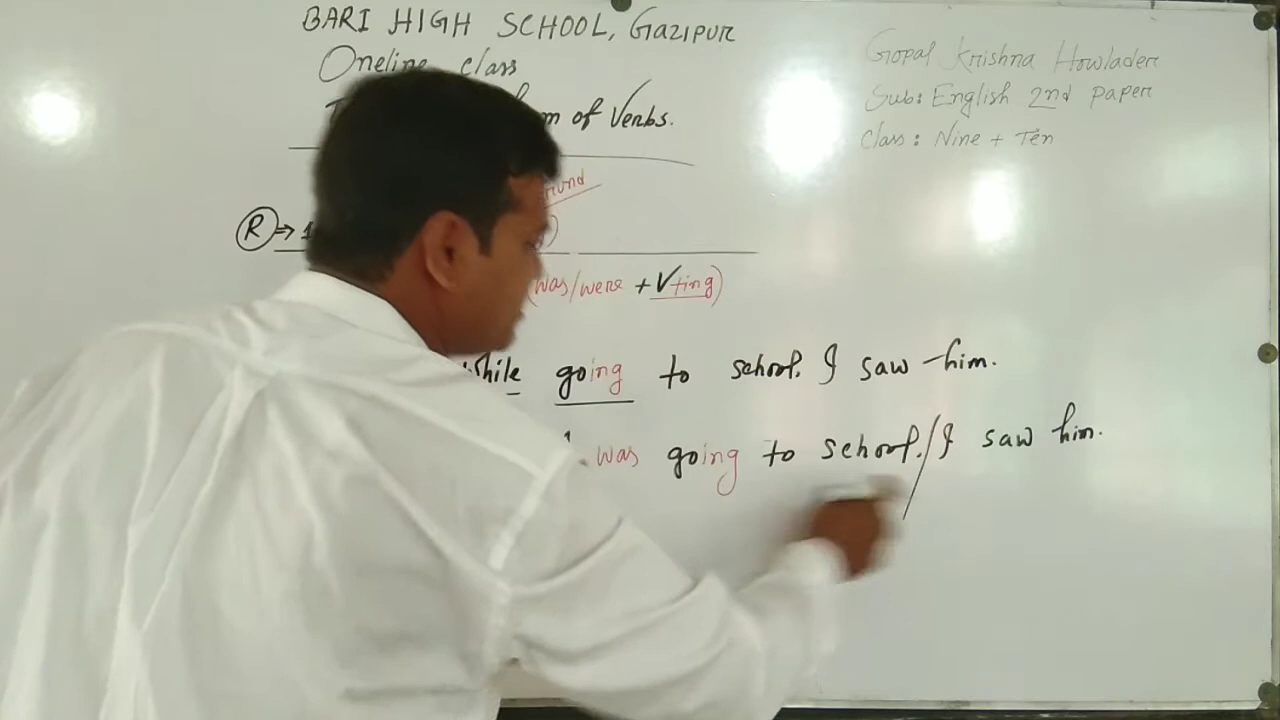 BARI HIGH SCHOOL, Gazipur
Oneline class
of Verbs.
Gopal Krishna Howlader
Sub: English 2nd paper
Class: Nine + Ten
R ⇒ 1
(was/were + V+ing)
While going to school. I saw him.
was going to school. / I saw him.